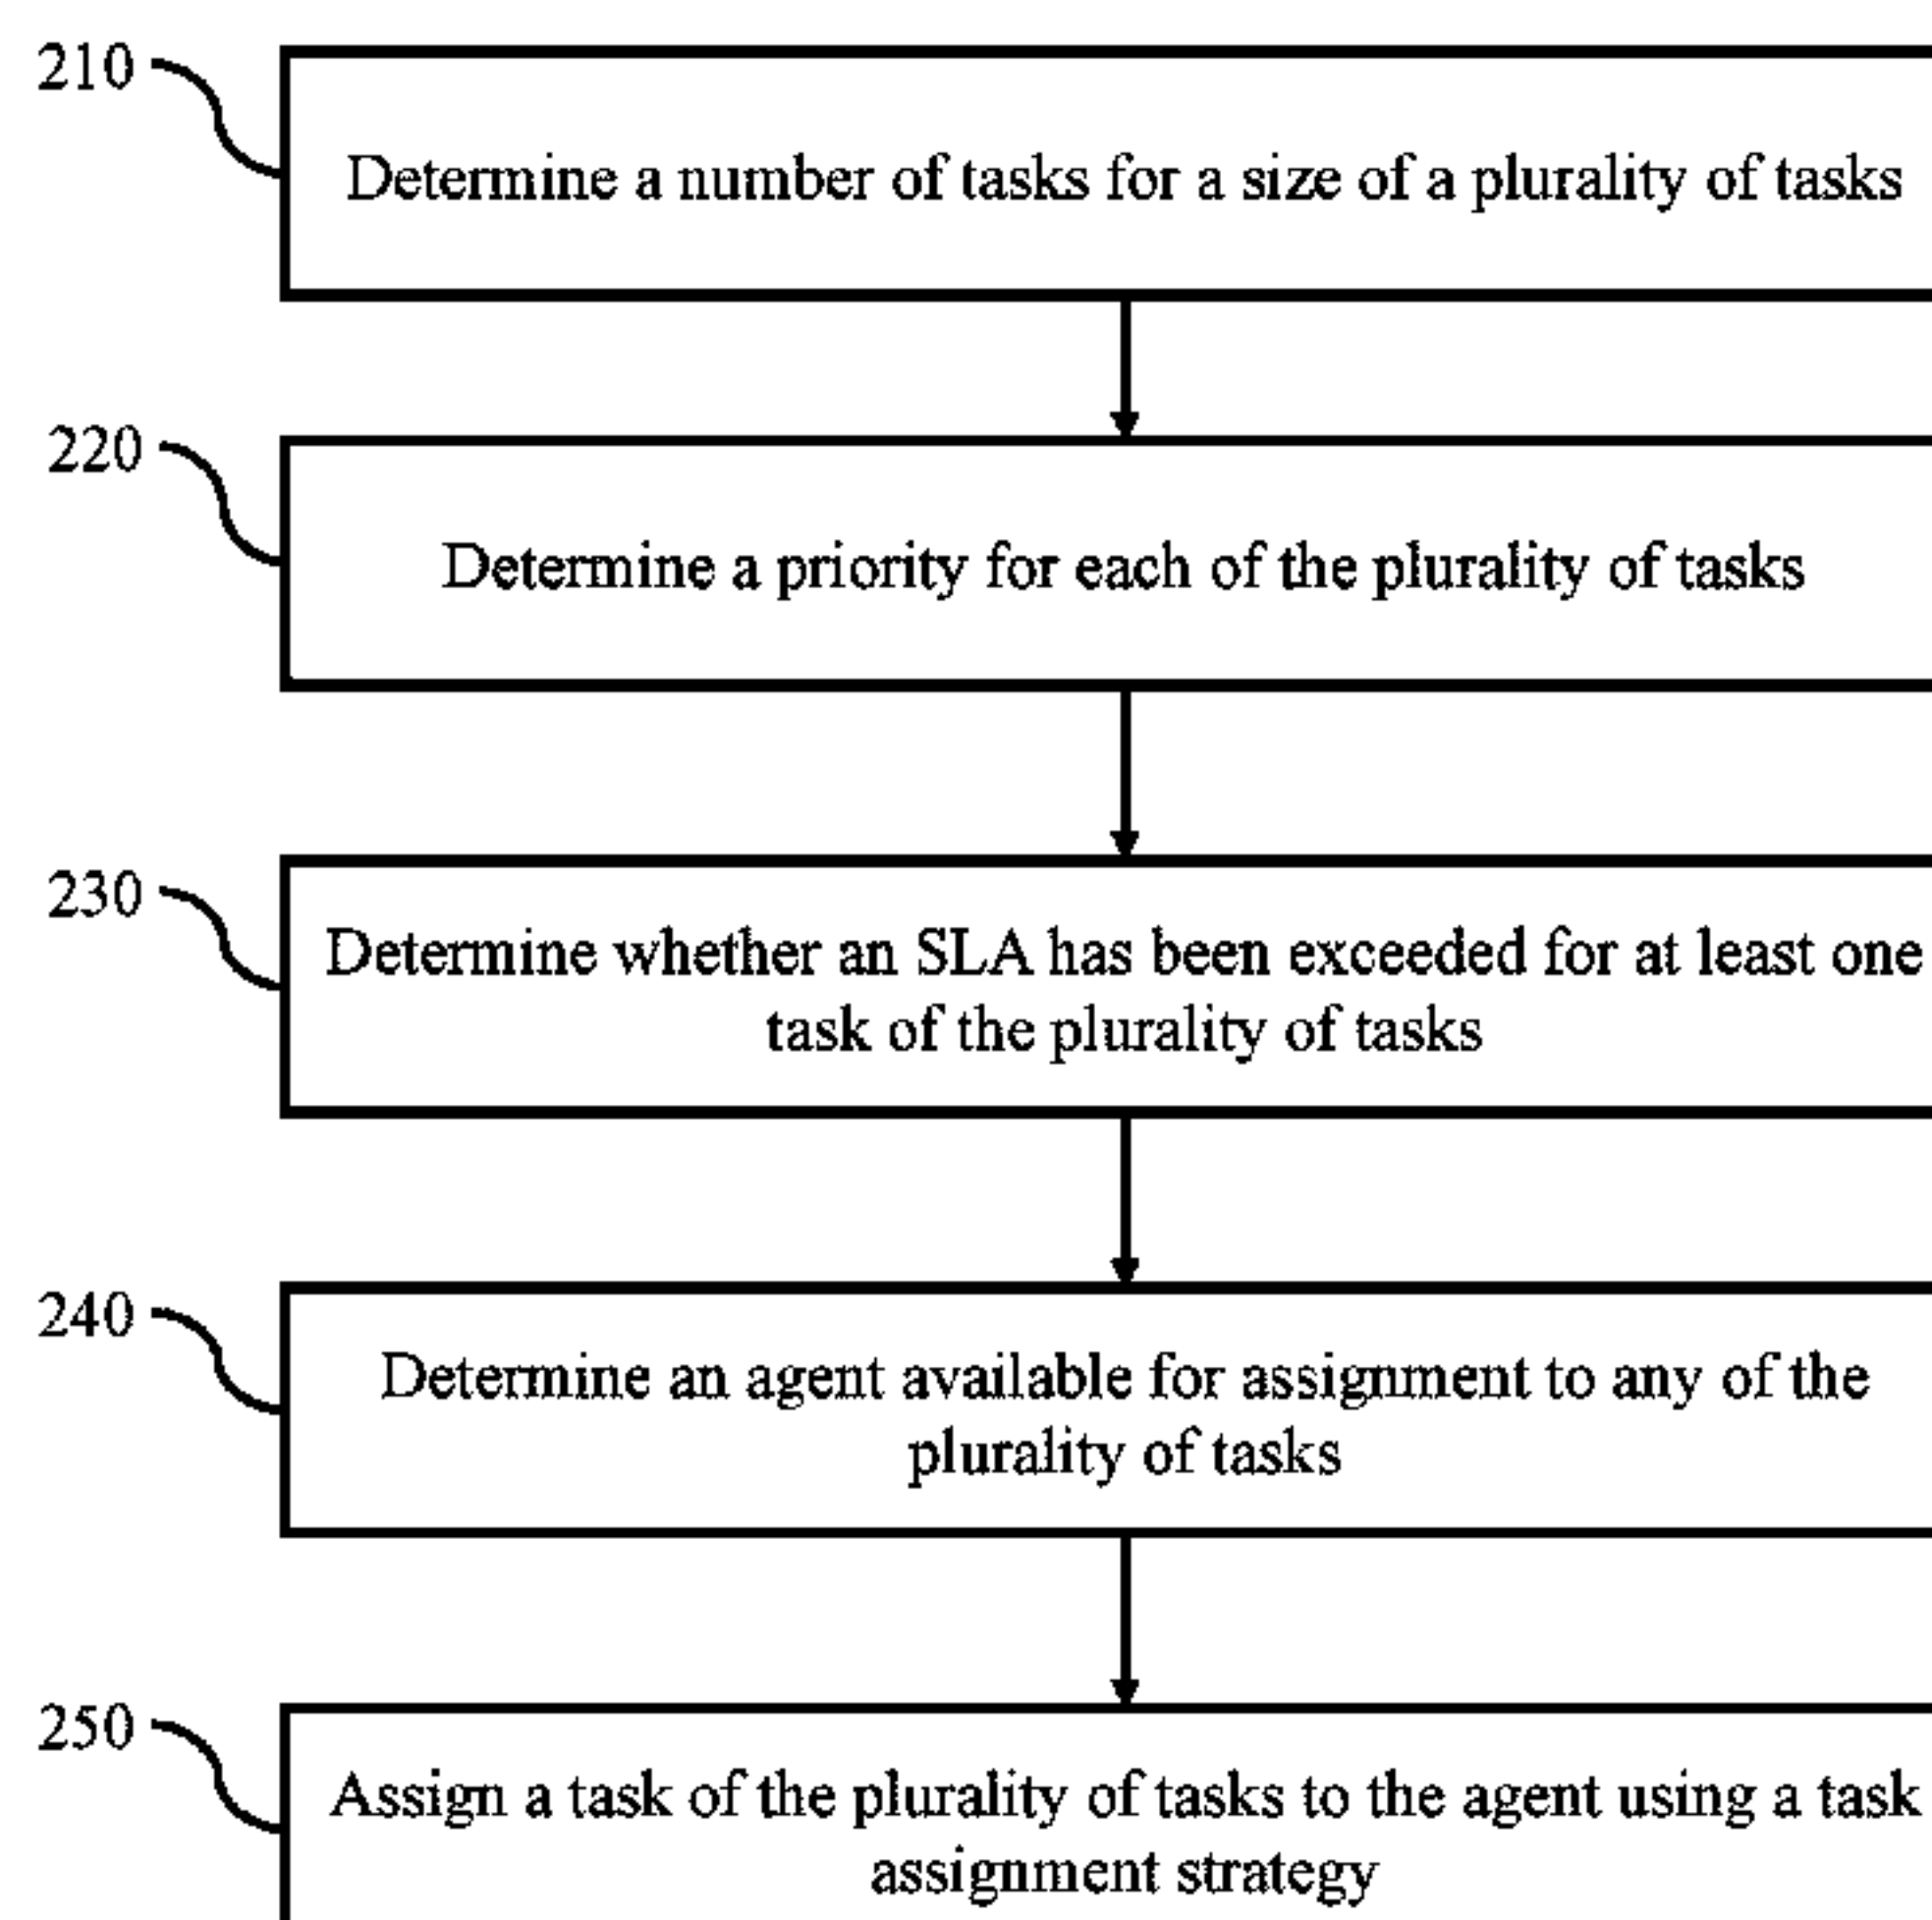 210
Determine a number of tasks for a size of a plurality of tasks
220
Determine a priority for each of the plurality of tasks
230
Determine whether an SLA has been exceeded for at least one
task of the plurality of tasks
240
Determine an agent available for assignment to any of the
plurality of tasks
250
Assign a task of the plurality of tasks to the agent using a task
assignment strategy